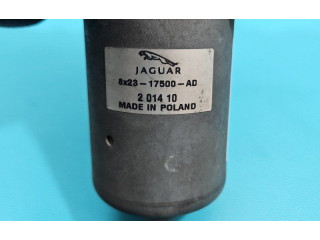 JAGUAR
8x23-17500-AD
2 014 10
MADE IN POLAND